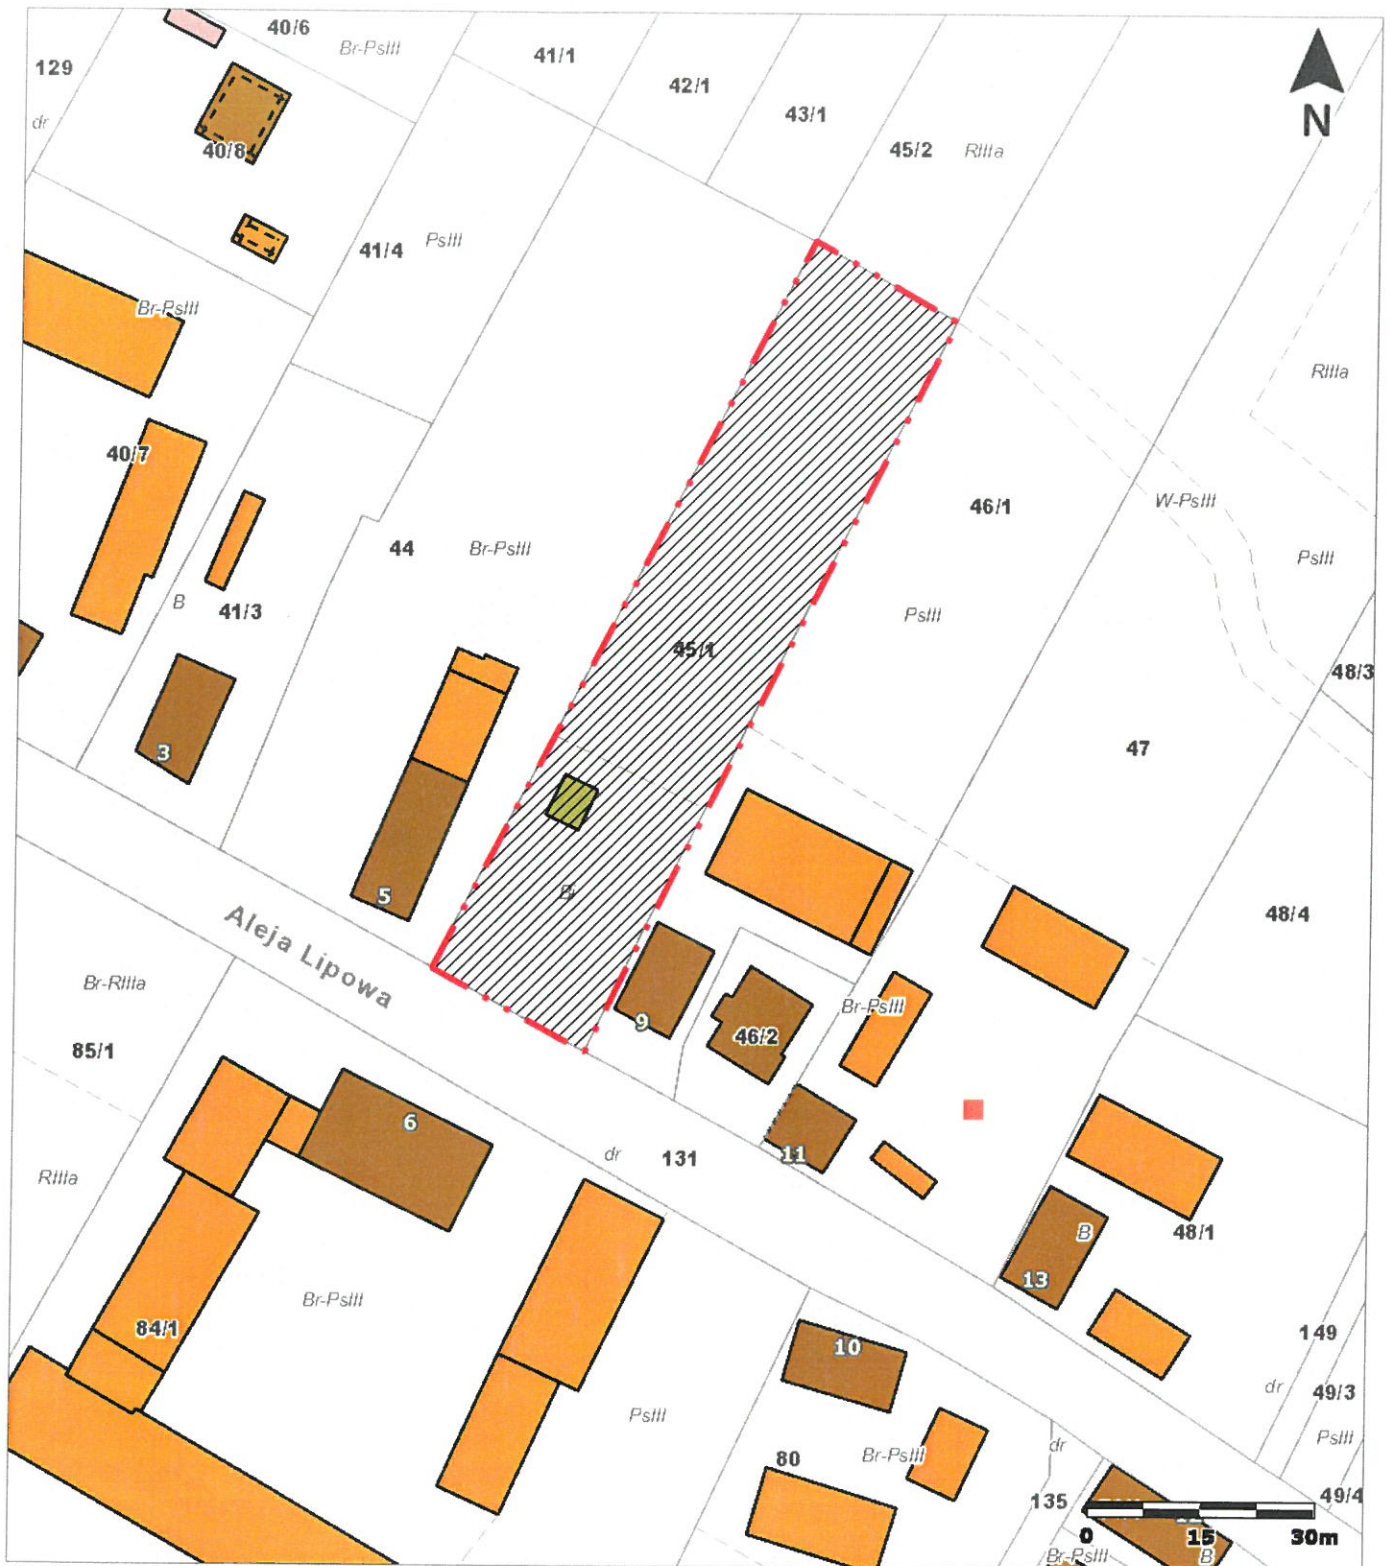 40/6
Br-PsIII
129
41/1
42/1
43/1
N
dr
40/8
45/2
RIIIa
41/4
PsIII
Br-PsIII
RIIIa
40/7
46/1
W-PsIII
44
Br-PsIII
PsIII
B
41/3
PsIII
45/1
48/3
3
47
5
Aleja Lipowa
48/4
Br-RIIIa
Br-PsIII
9
46/2
85/1
6
11
dr
131
RIIIa
B
48/1
13
Br-PsIII
84/1
10
149
dr
49/3
PsIII
PsIII
dr
80
Br-PsIII
135
49/4
0
15
30m
Br-PsIII
B